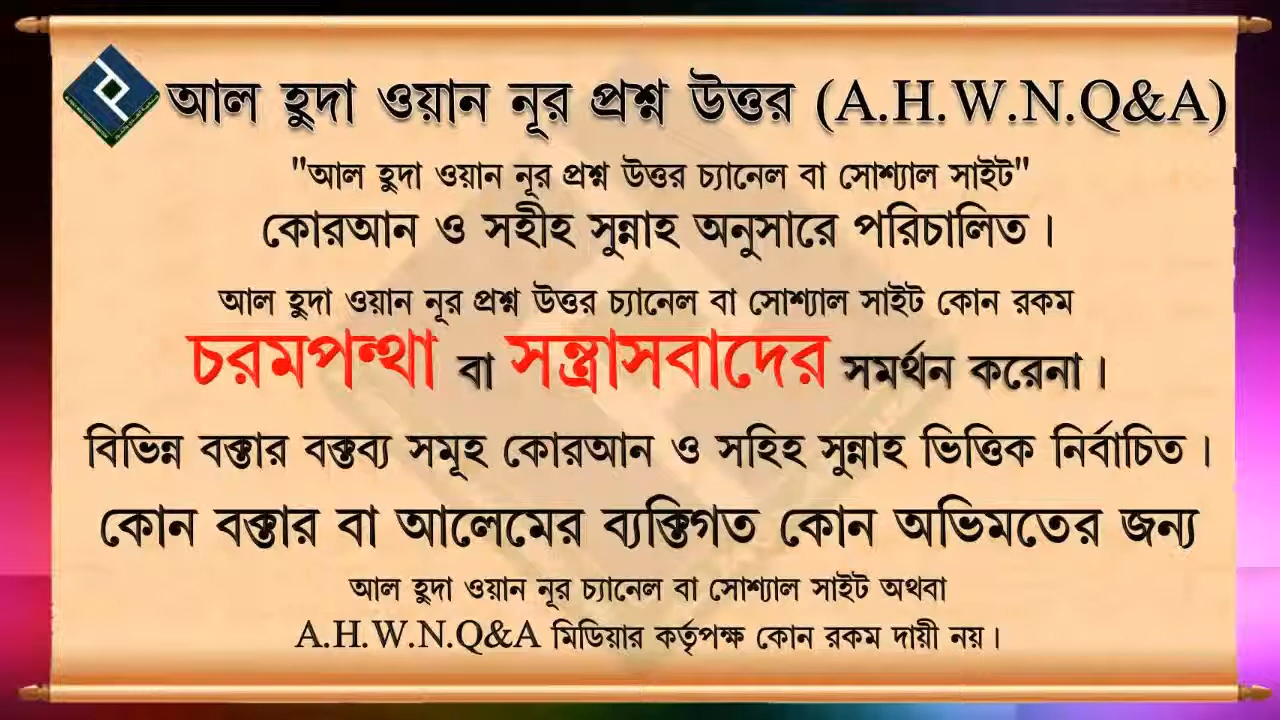 আল হুদা ওয়ান নূর প্রশ্ন উত্তর (A.H.W.N.Q&A)
"আল হুদা ওয়ান নূর প্রশ্ন উত্তর চ্যানেল বা সোশ্যাল সাইট"
কোরআন ও সহীহ সুন্নাহ অনুসারে পরিচালিত।
আল হুদা ওয়ান নূর প্রশ্ন উত্তর চ্যানেল বা সোশ্যাল সাইট কোন রকম
চরমপন্থা বা সন্ত্রাসবাদের সমর্থন করেনা।
বিভিন্ন বক্তার বক্তব্য সমূহ কোরআন ও সহিহ সুন্নাহ ভিত্তিক নির্বাচিত।
কোন বক্তার বা আলেমের ব্যক্তিগত কোন অভিমতের জন্য
আল হুদা ওয়ান নূর চ্যানেল বা সোশ্যাল সাইট অথবা
A.H.W.N.Q&A মিডিয়ার কর্তৃপক্ষ কোন রকম দায়ী নয়।